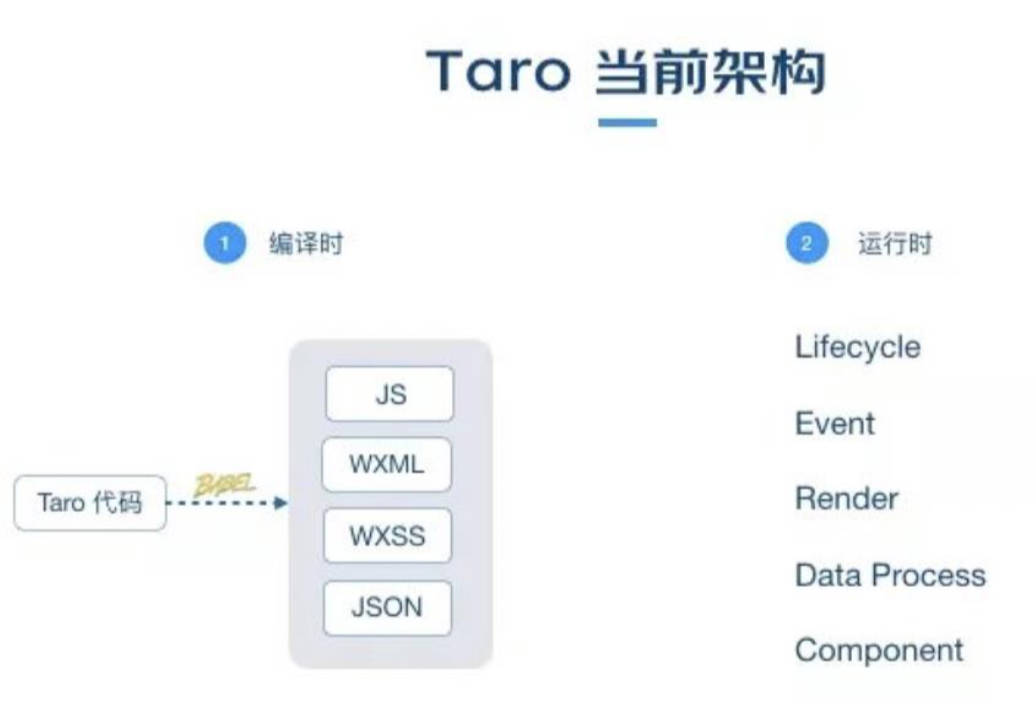 Taro 当前架构
1 编译时
Taro 代码
BABEL
JS
WXML
WXSS
JSON
2 运行时
Lifecycle
Event
Render
Data Process
Component